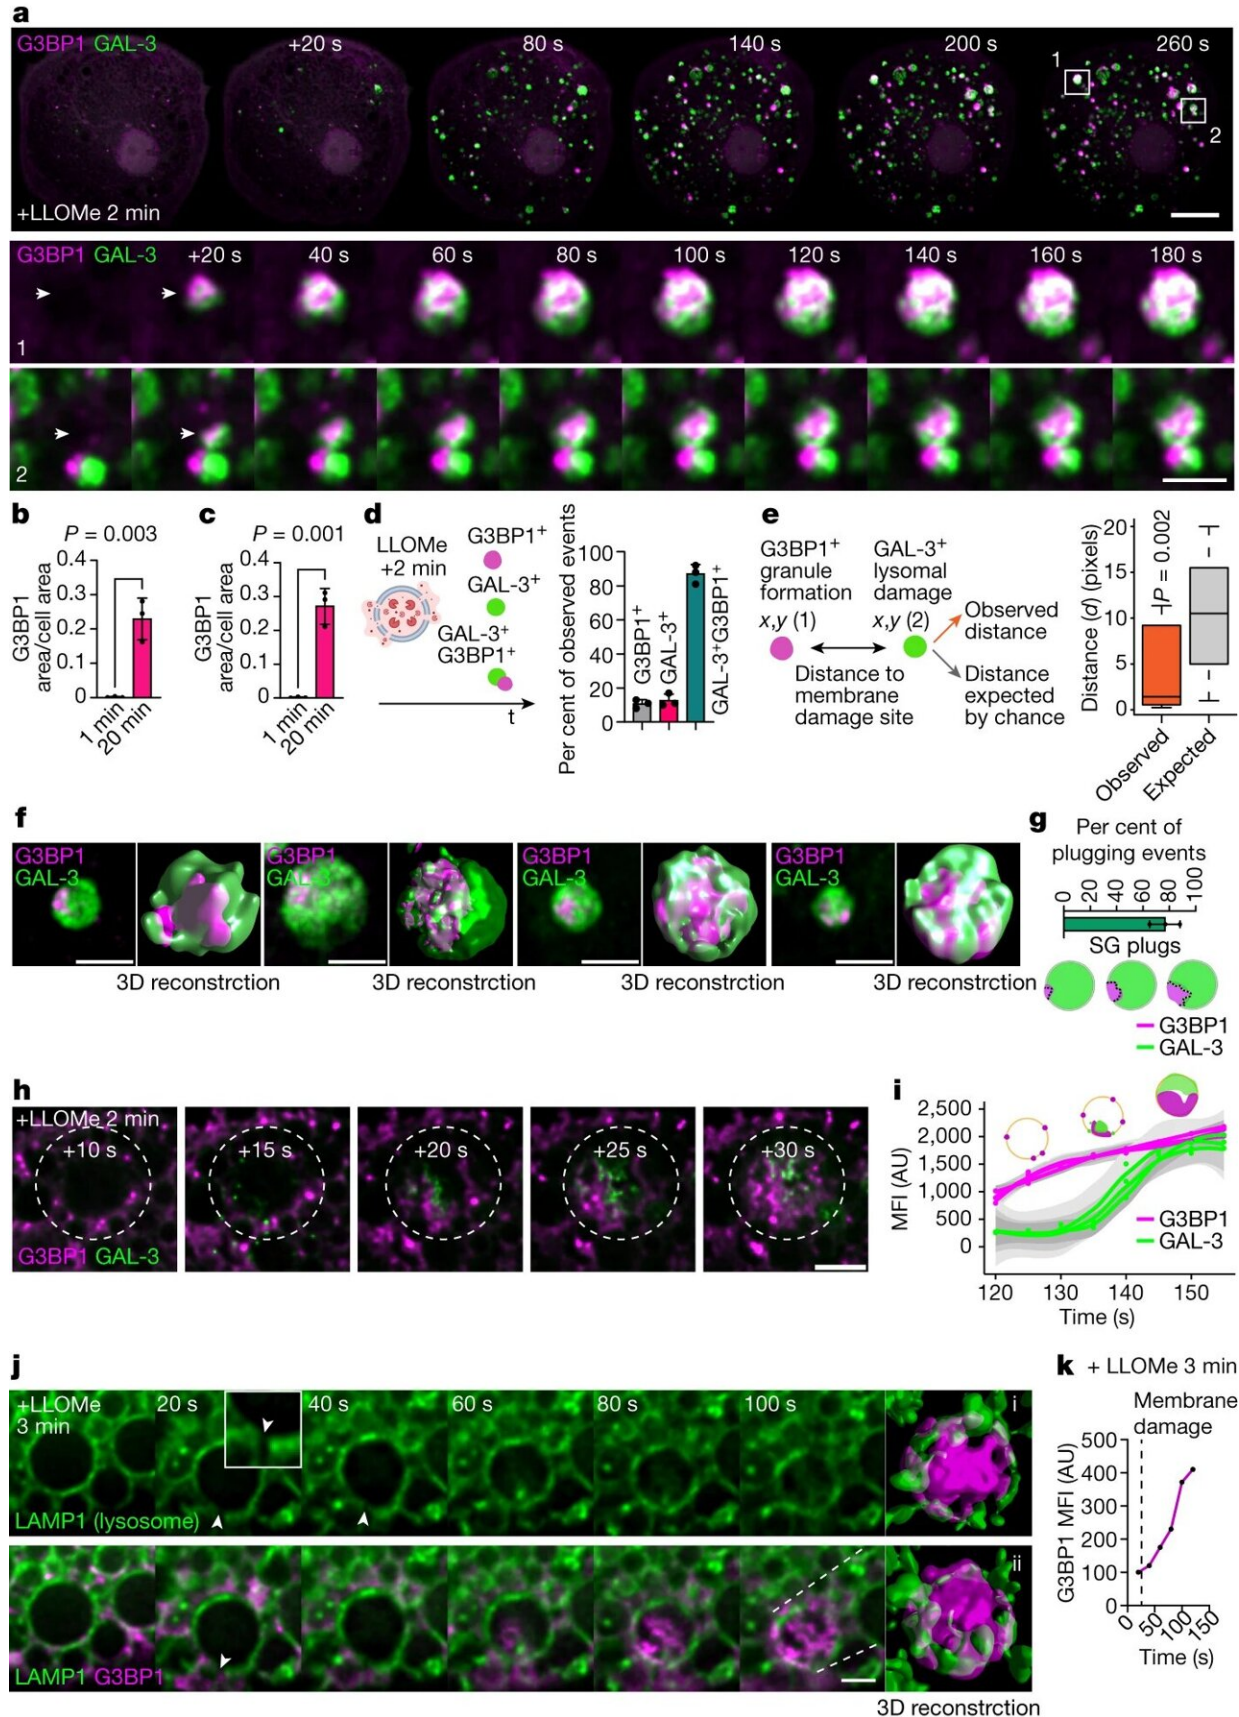 a
G3BP1 GAL-3
+20 s
80 s
140 s
200 s
260 s
1
2
+LLOMe 2 min
G3BP1 GAL-3
+20 s
40 s
60 s
80 s
100 s
120 s
140 s
160 s
180 s
1
2
b
P = 0.003
G3BP1
area/cell area
0.4
0.3
0.2
0.1
0
1 min
20 min
c
P = 0.001
G3BP1
area/cell area
0.4
0.3
0.2
0.1
0
1 min
20 min
d
LLOMe
+2 min
G3BP1+
GAL-3+
GAL-3+
G3BP1+
t
Per cent of observed events
100
80
60
40
20
0
G3BP1+
GAL-3+
GAL-3+G3BP1+
e
G3BP1+
granule
formation
x,y (1)
GAL-3+
lysomal
damage
x,y (2)
Distance to
membrane
damage site
Observed
distance
Distance
expected
by chance
Distance (d) (pixels)
20
15
10
5
0
P = 0.002
Observed
Expected
f
G3BP1
GAL-3
G3BP1
GAL-3
G3BP1
GAL-3
G3BP1
GAL-3
3D reconstrction
3D reconstrction
3D reconstrction
3D reconstrction
g
Per cent of
plugging events
0
20
40
60
80
100
SG plugs
G3BP1
GAL-3
h
+LLOMe 2 min
+10 s
+15 s
+20 s
+25 s
+30 s
G3BP1 GAL-3
i
MFI (AU)
2,500
2,000
1,500
1,000
500
0
G3BP1
GAL-3
120
130
140
150
Time (s)
j
+LLOMe
3 min
20 s
40 s
60 s
80 s
100 s
i
LAMP1 (lysosome)
ii
LAMP1 G3BP1
3D reconstrction
k
+ LLOMe 3 min
Membrane
damage
G3BP1 MFI (AU)
500
400
300
200
100
0
0
50
100
150
Time (s)